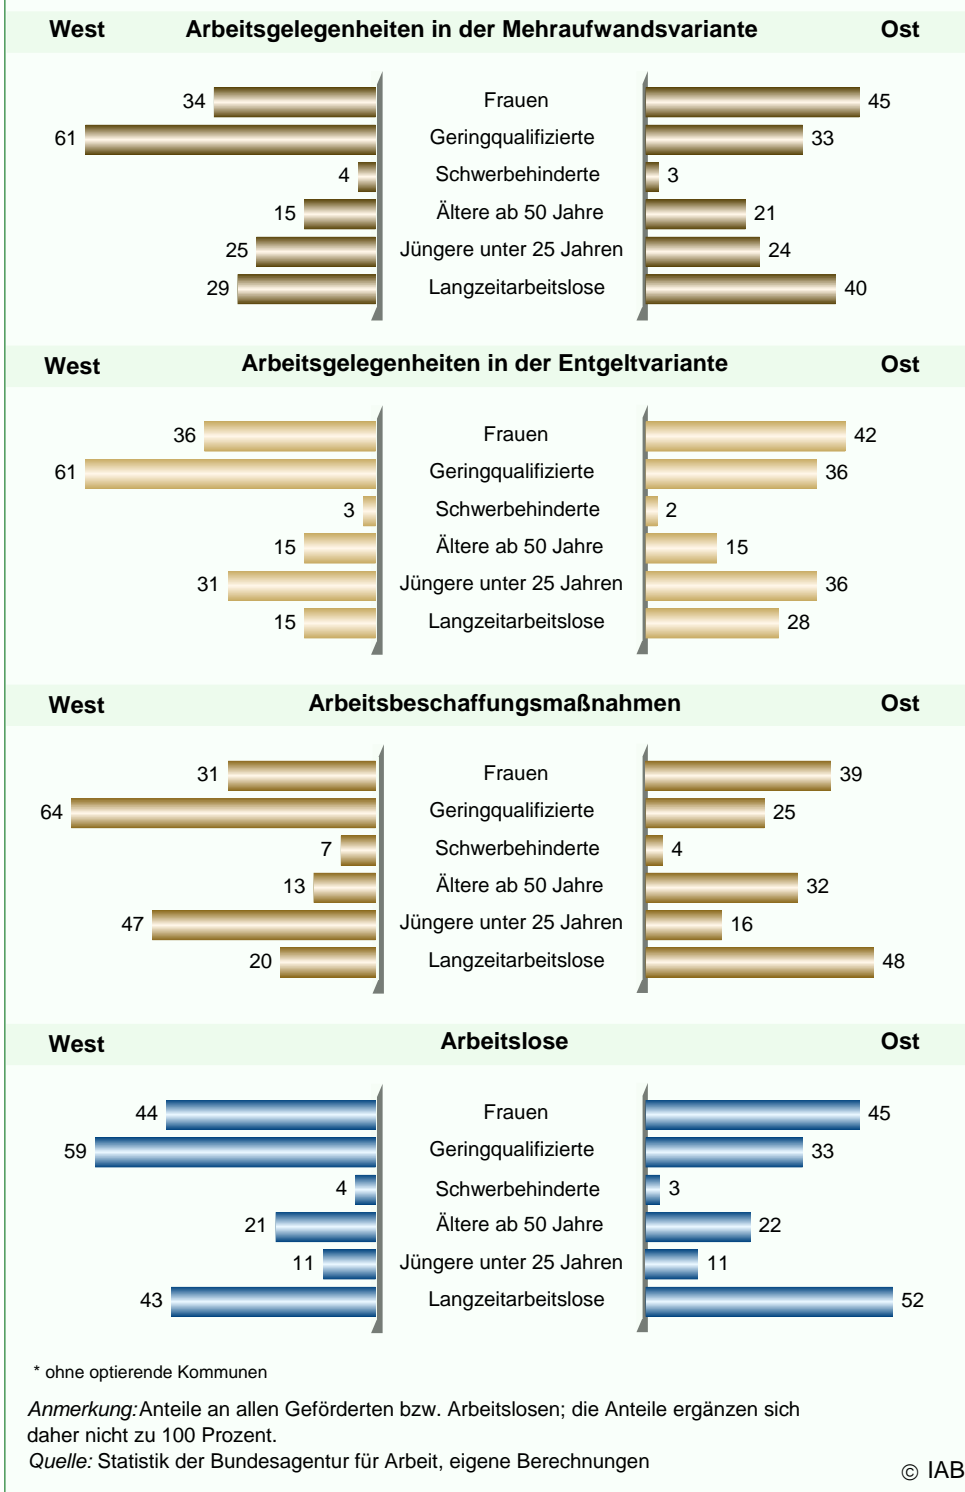 West Arbeitsgelegenheiten in der Mehraufwandsvariante Ost
34 Frauen 45
61 Geringqualifizierte 33
4 Schwerbehinderte 3
15 Ältere ab 50 Jahre 21
25 Jüngere unter 25 Jahren 24
29 Langzeitarbeitslose 40
West Arbeitsgelegenheiten in der Entgeltvariante Ost
36 Frauen 42
61 Geringqualifizierte 36
3 Schwerbehinderte 2
15 Ältere ab 50 Jahre 15
31 Jüngere unter 25 Jahren 36
15 Langzeitarbeitslose 28
West Arbeitsbeschaffungsmaßnahmen Ost
31 Frauen 39
64 Geringqualifizierte 25
7 Schwerbehinderte 4
13 Ältere ab 50 Jahre 32
47 Jüngere unter 25 Jahren 16
20 Langzeitarbeitslose 48
West Arbeitslose Ost
44 Frauen 45
59 Geringqualifizierte 33
4 Schwerbehinderte 3
21 Ältere ab 50 Jahre 22
11 Jüngere unter 25 Jahren 11
43 Langzeitarbeitslose 52
* ohne optierende Kommunen
Anmerkung: Anteile an allen Geförderten bzw. Arbeitslosen; die Anteile ergänzen sich
daher nicht zu 100 Prozent.
Quelle: Statistik der Bundesagentur für Arbeit, eigene Berechnungen
© IAB